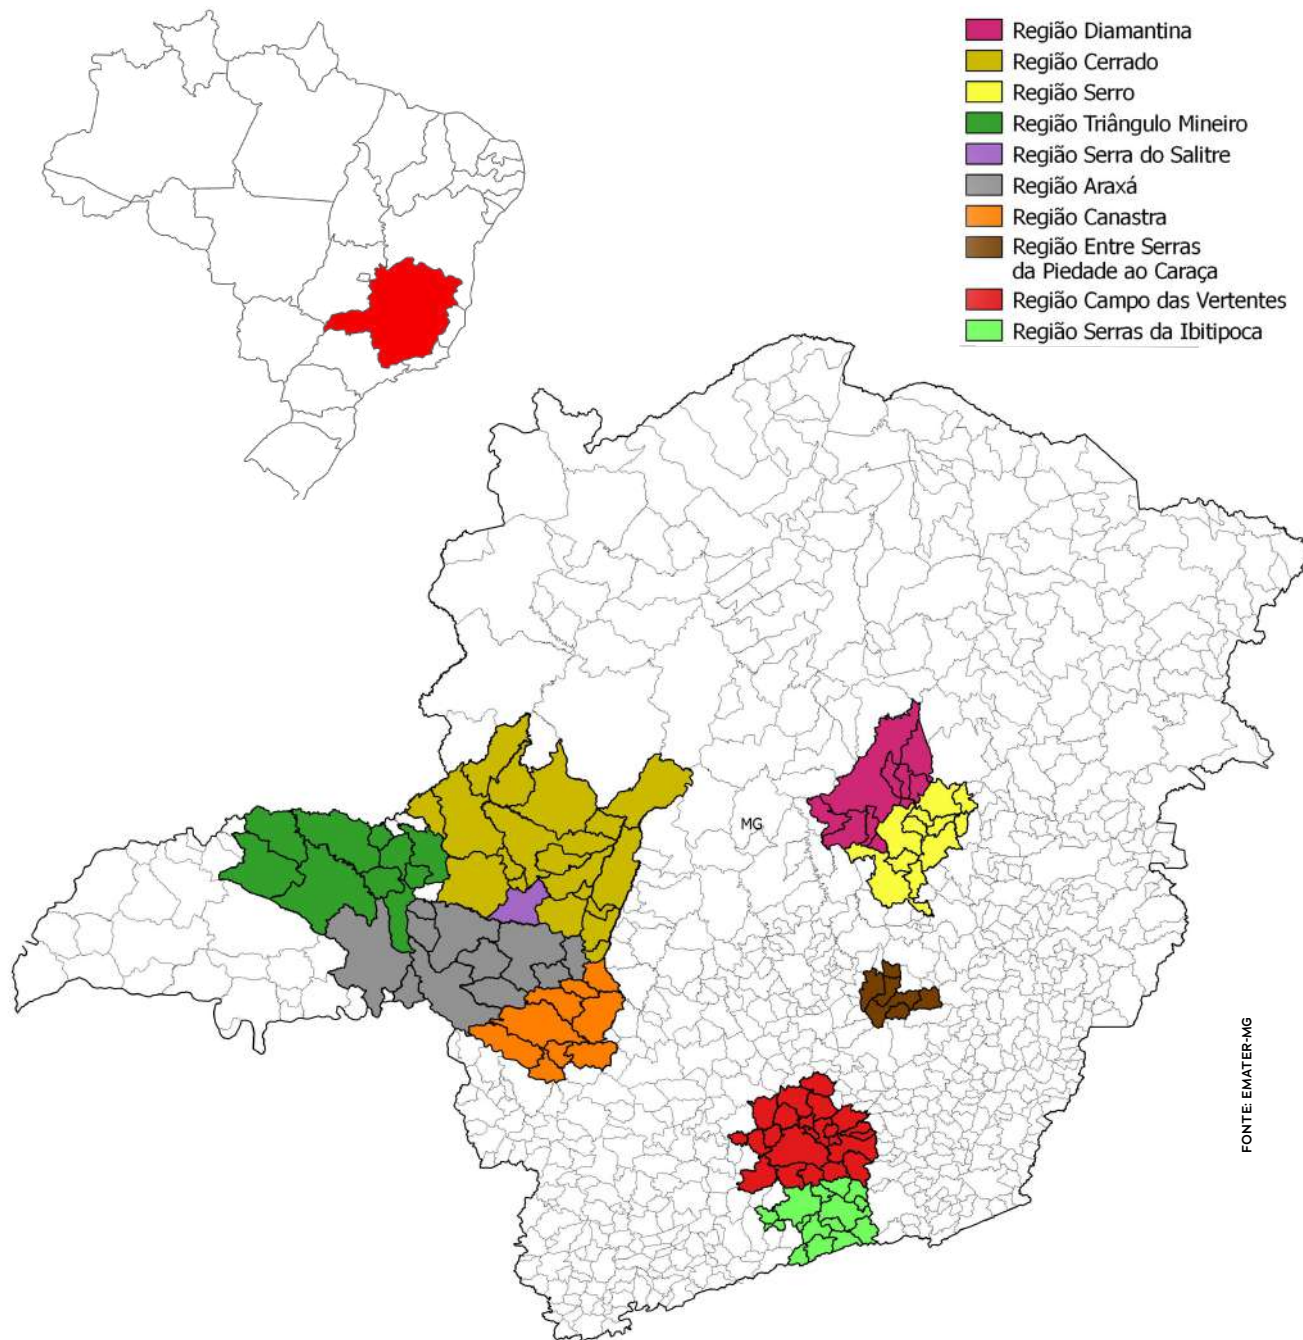 Região Diamantina
Região Cerrado
Região Serro
Região Triângulo Mineiro
Região Serra do Salitre
Região Araxá
Região Canastra
Região Entre Serras
da Piedade ao Caraça
Região Campo das Vertentes
Região Serras da Ibitipoca
MG
FONTE: EMATER-MG